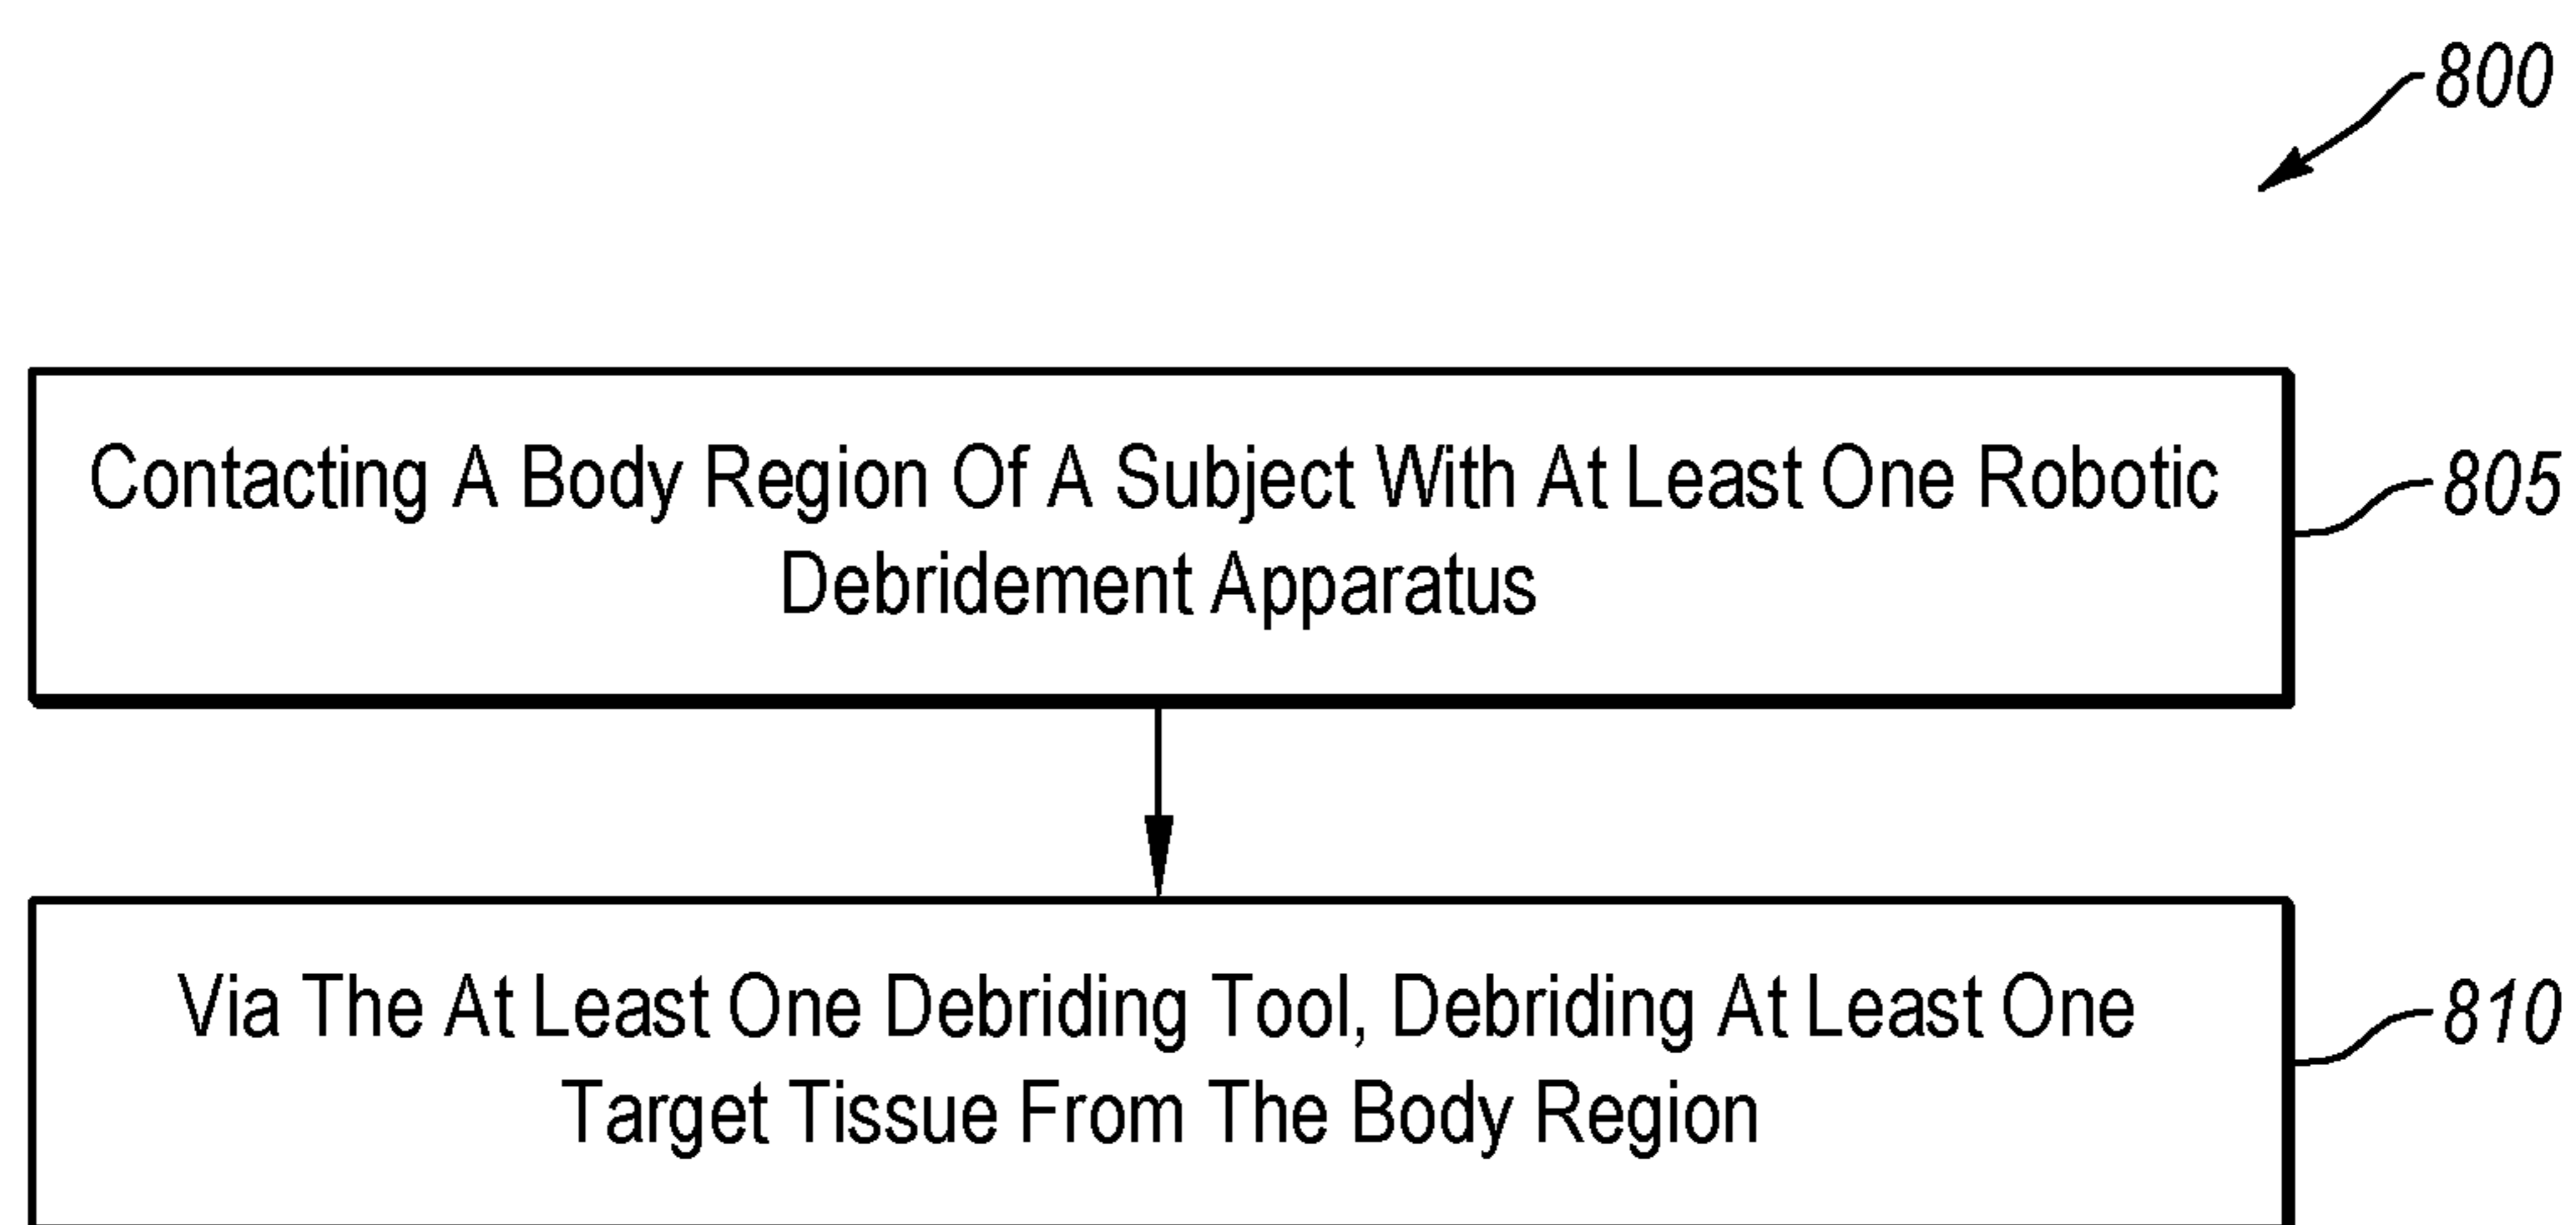 800
Contacting A Body Region Of A Subject With At Least One Robotic
Debridement Apparatus
805
Via The At Least One Debriding Tool, Debriding At Least One
Target Tissue From The Body Region
810